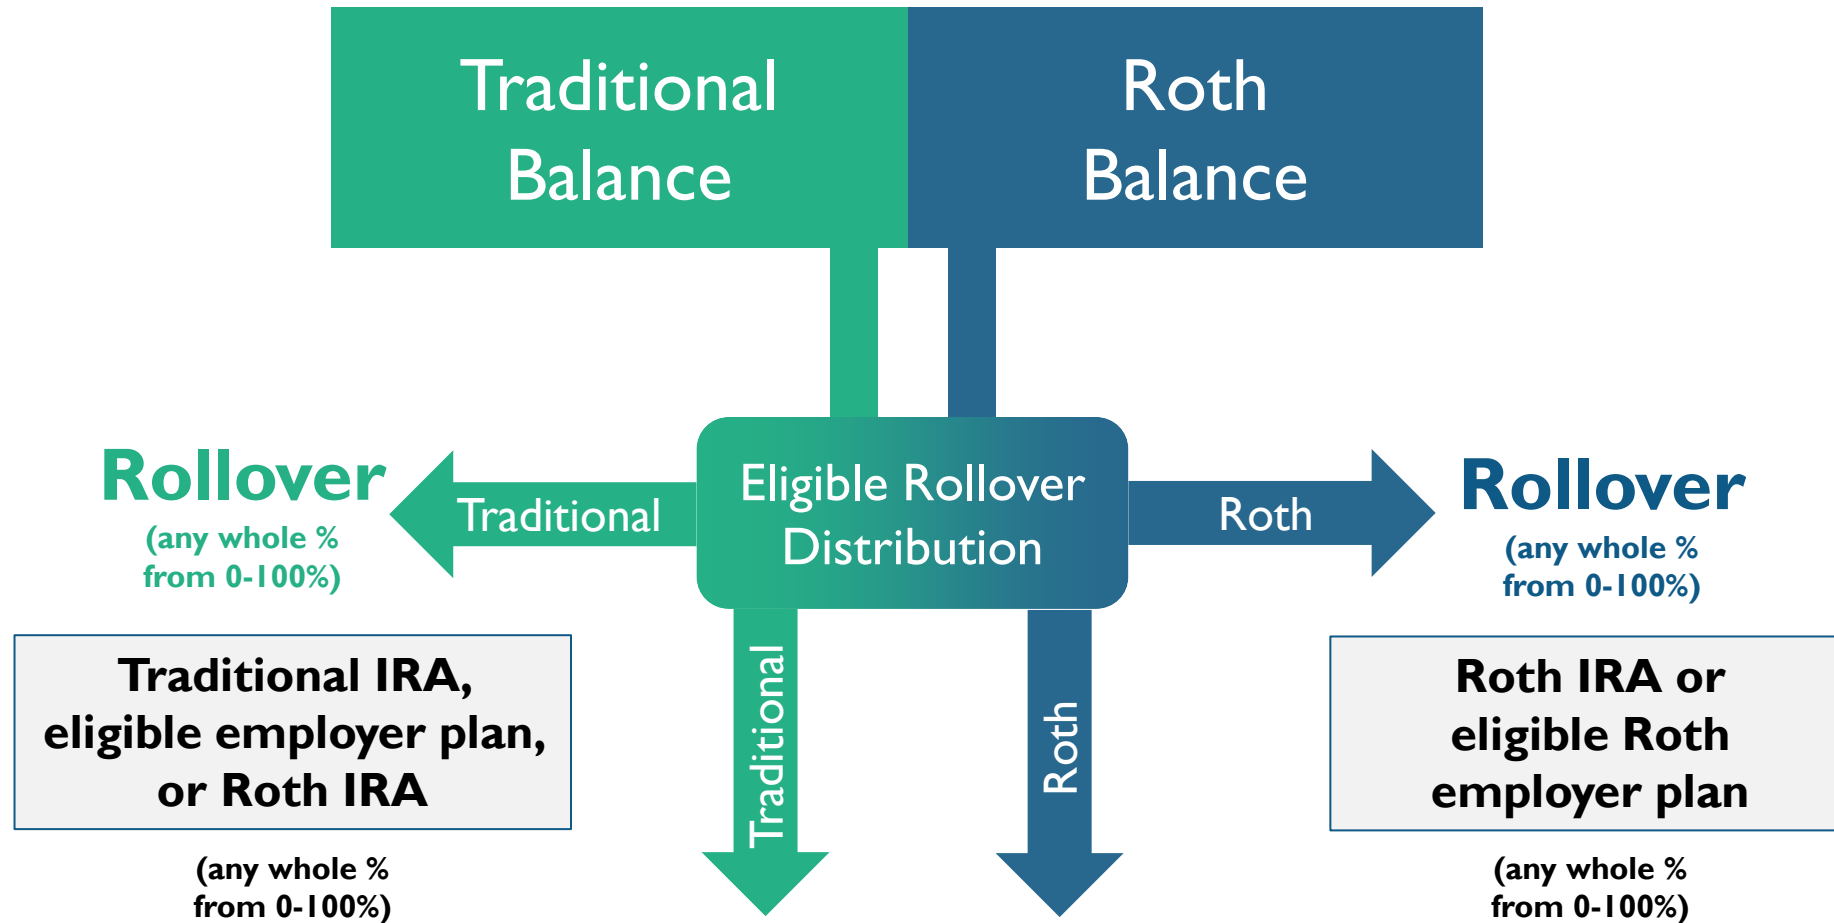 Traditional
Balance
Roth
Balance
Rollover
(any whole %
from 0-100%)
Traditional
Eligible Rollover
Distribution
Roth
Rollover
(any whole %
from 0-100%)
Traditional IRA,
eligible employer plan,
or Roth IRA
(any whole %
from 0-100%)
Traditional
Roth
Roth IRA or
eligible Roth
employer plan
(any whole %
from 0-100%)